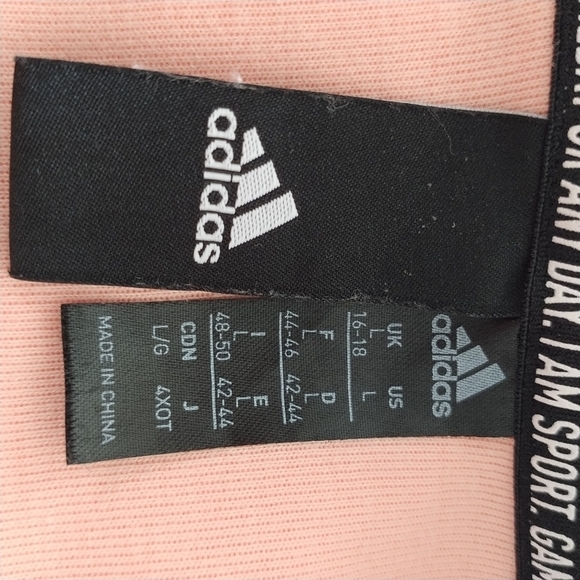 adidas
adidas
UK US
L L
16-18
F D
L L
44-46 42-44
I E
L L
48-50 42-44
CDN J
L/G 4XOT
MADE IN CHINA
ANY DAY. I AM SPORT.